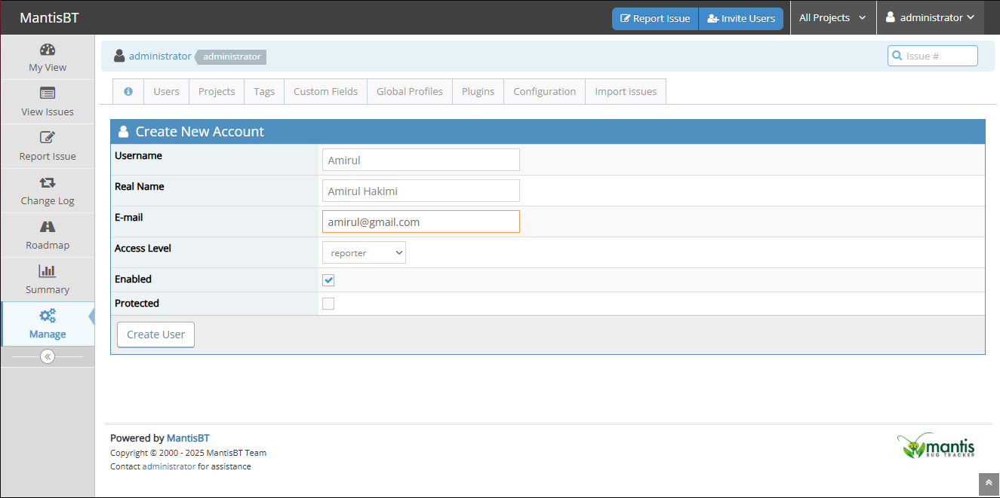 MantisBT
Report Issue
Invite Users
All Projects
administrator
My View
View Issues
Report Issue
Change Log
Roadmap
Summary
Manage
administrator administrator
Issue #
Users
Projects
Tags
Custom Fields
Global Profiles
Plugins
Configuration
Import issues
Create New Account
Username
Amirul
Real Name
Amirul Hakimi
E-mail
amirul@gmail.com
Access Level
reporter
Enabled
Protected
Create User
Powered by MantisBT
Copyright © 2000 - 2025 MantisBT Team
Contact administrator for assistance
mantis
BUG TRACKER